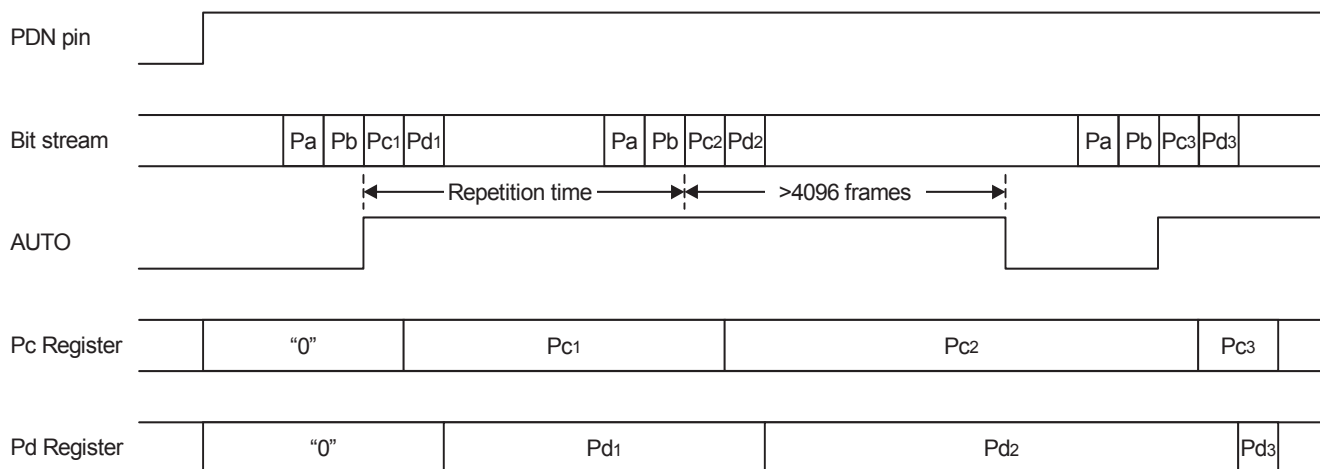 PDN pin
Bit stream Pa Pb Pc1 Pd1 Pa Pb Pc2 Pd2 Pa Pb Pc3 Pd3
Repetition time >4096 frames
AUTO
Pc Register “0” Pc1 Pc2 Pc3
Pd Register “0” Pd1 Pd2 Pd3